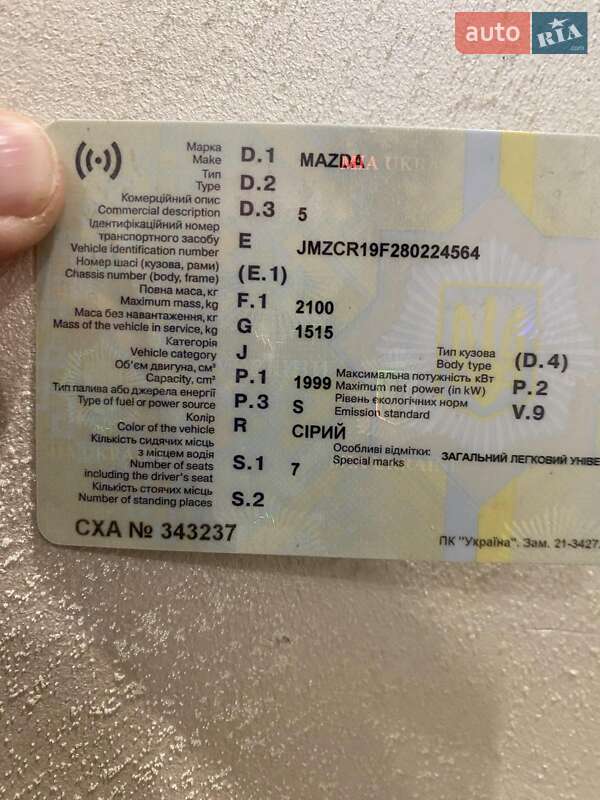 auto RIA .com
Марка
Make D.1 MAZDA
Тип
Type D.2
Комерційний опис
Commercial description D.3 5
Ідентифікаційний номер
транспортного засобу
Vehicle identification number E JMZCR19F280224564
Номер шасі (кузова, рами)
Chassis number (body, frame) (E.1)
Повна маса, кг
Maximum mass, kg F.1 2100
Маса без навантаження, кг
Mass of the vehicle in service, kg G 1515
Категорія
Vehicle category J
Тип кузова
Body type (D.4)
Об'єм двигуна, см³
Capacity, cm³ P.1 1999
Максимальна потужність кВт
Maximum net power (in kW) P.2
Тип палива або джерела енергії
Type of fuel or power source P.3 S
Рівень екологічних норм
Emission standard V.9
Колір
Color of the vehicle R СІРИЙ
Кількість сидячих місць
з місцем водія
Number of seats
including the driver's seat S.1 7
Особливі відмітки:
Special marks ЗАГАЛЬНИЙ ЛЕГКОВИЙ УНІВЕ
Кількість стоячих місць
Number of standing places S.2
СХА № 343237
ПК "Україна". Зам. 21-3427